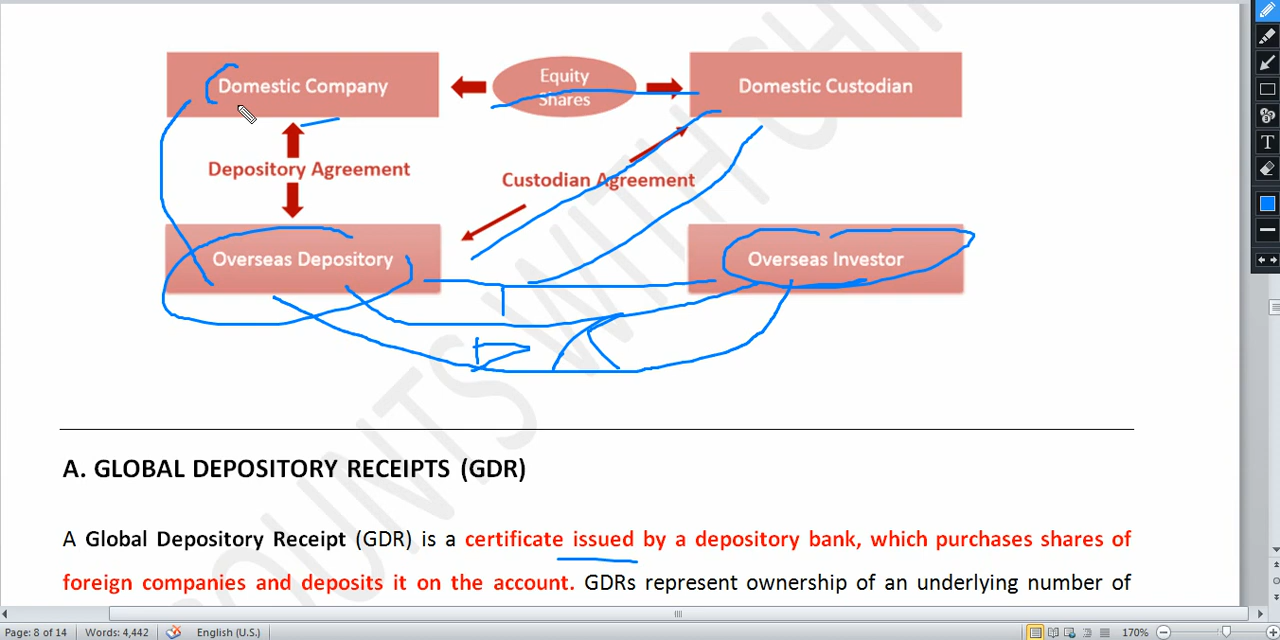 Equity
Domestic Company
Shares
Domestic Custodian
Depository Agreement
Custodian Agreement
Overseas Depository
Overseas Investor
A. GLOBAL DEPOSITORY RECEIPTS (GDR)
A Global Depository Receipt (GDR) is a certificate issued by a depository bank, which purchases shares of
foreign companies and deposits it on the account. GDRs represent ownership of an underlying number of
Page: 8 of 14 Words: 4,442 English (U.S.) 170%
T